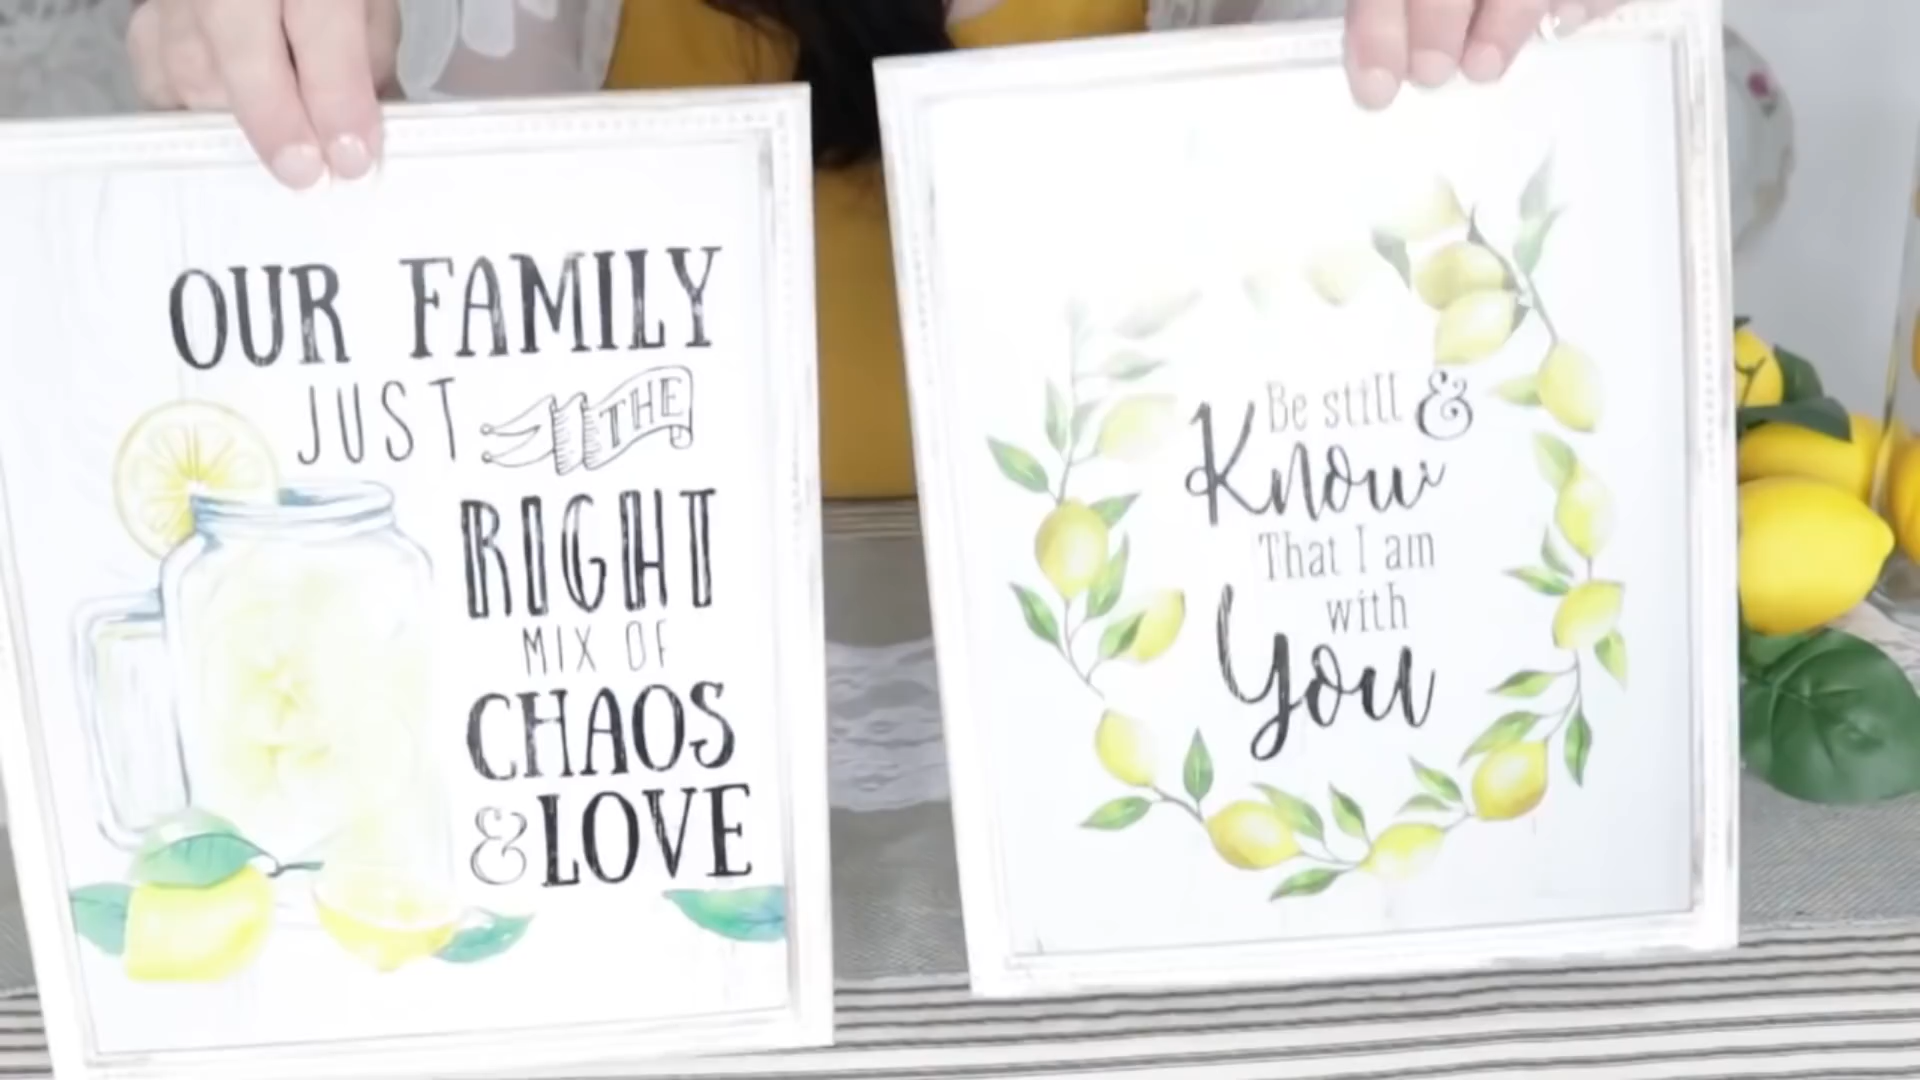 OUR FAMILY
JUST THE
RIGHT
MIX OF
CHAOS
& LOVE
Be still &
Know
That I am
with
You